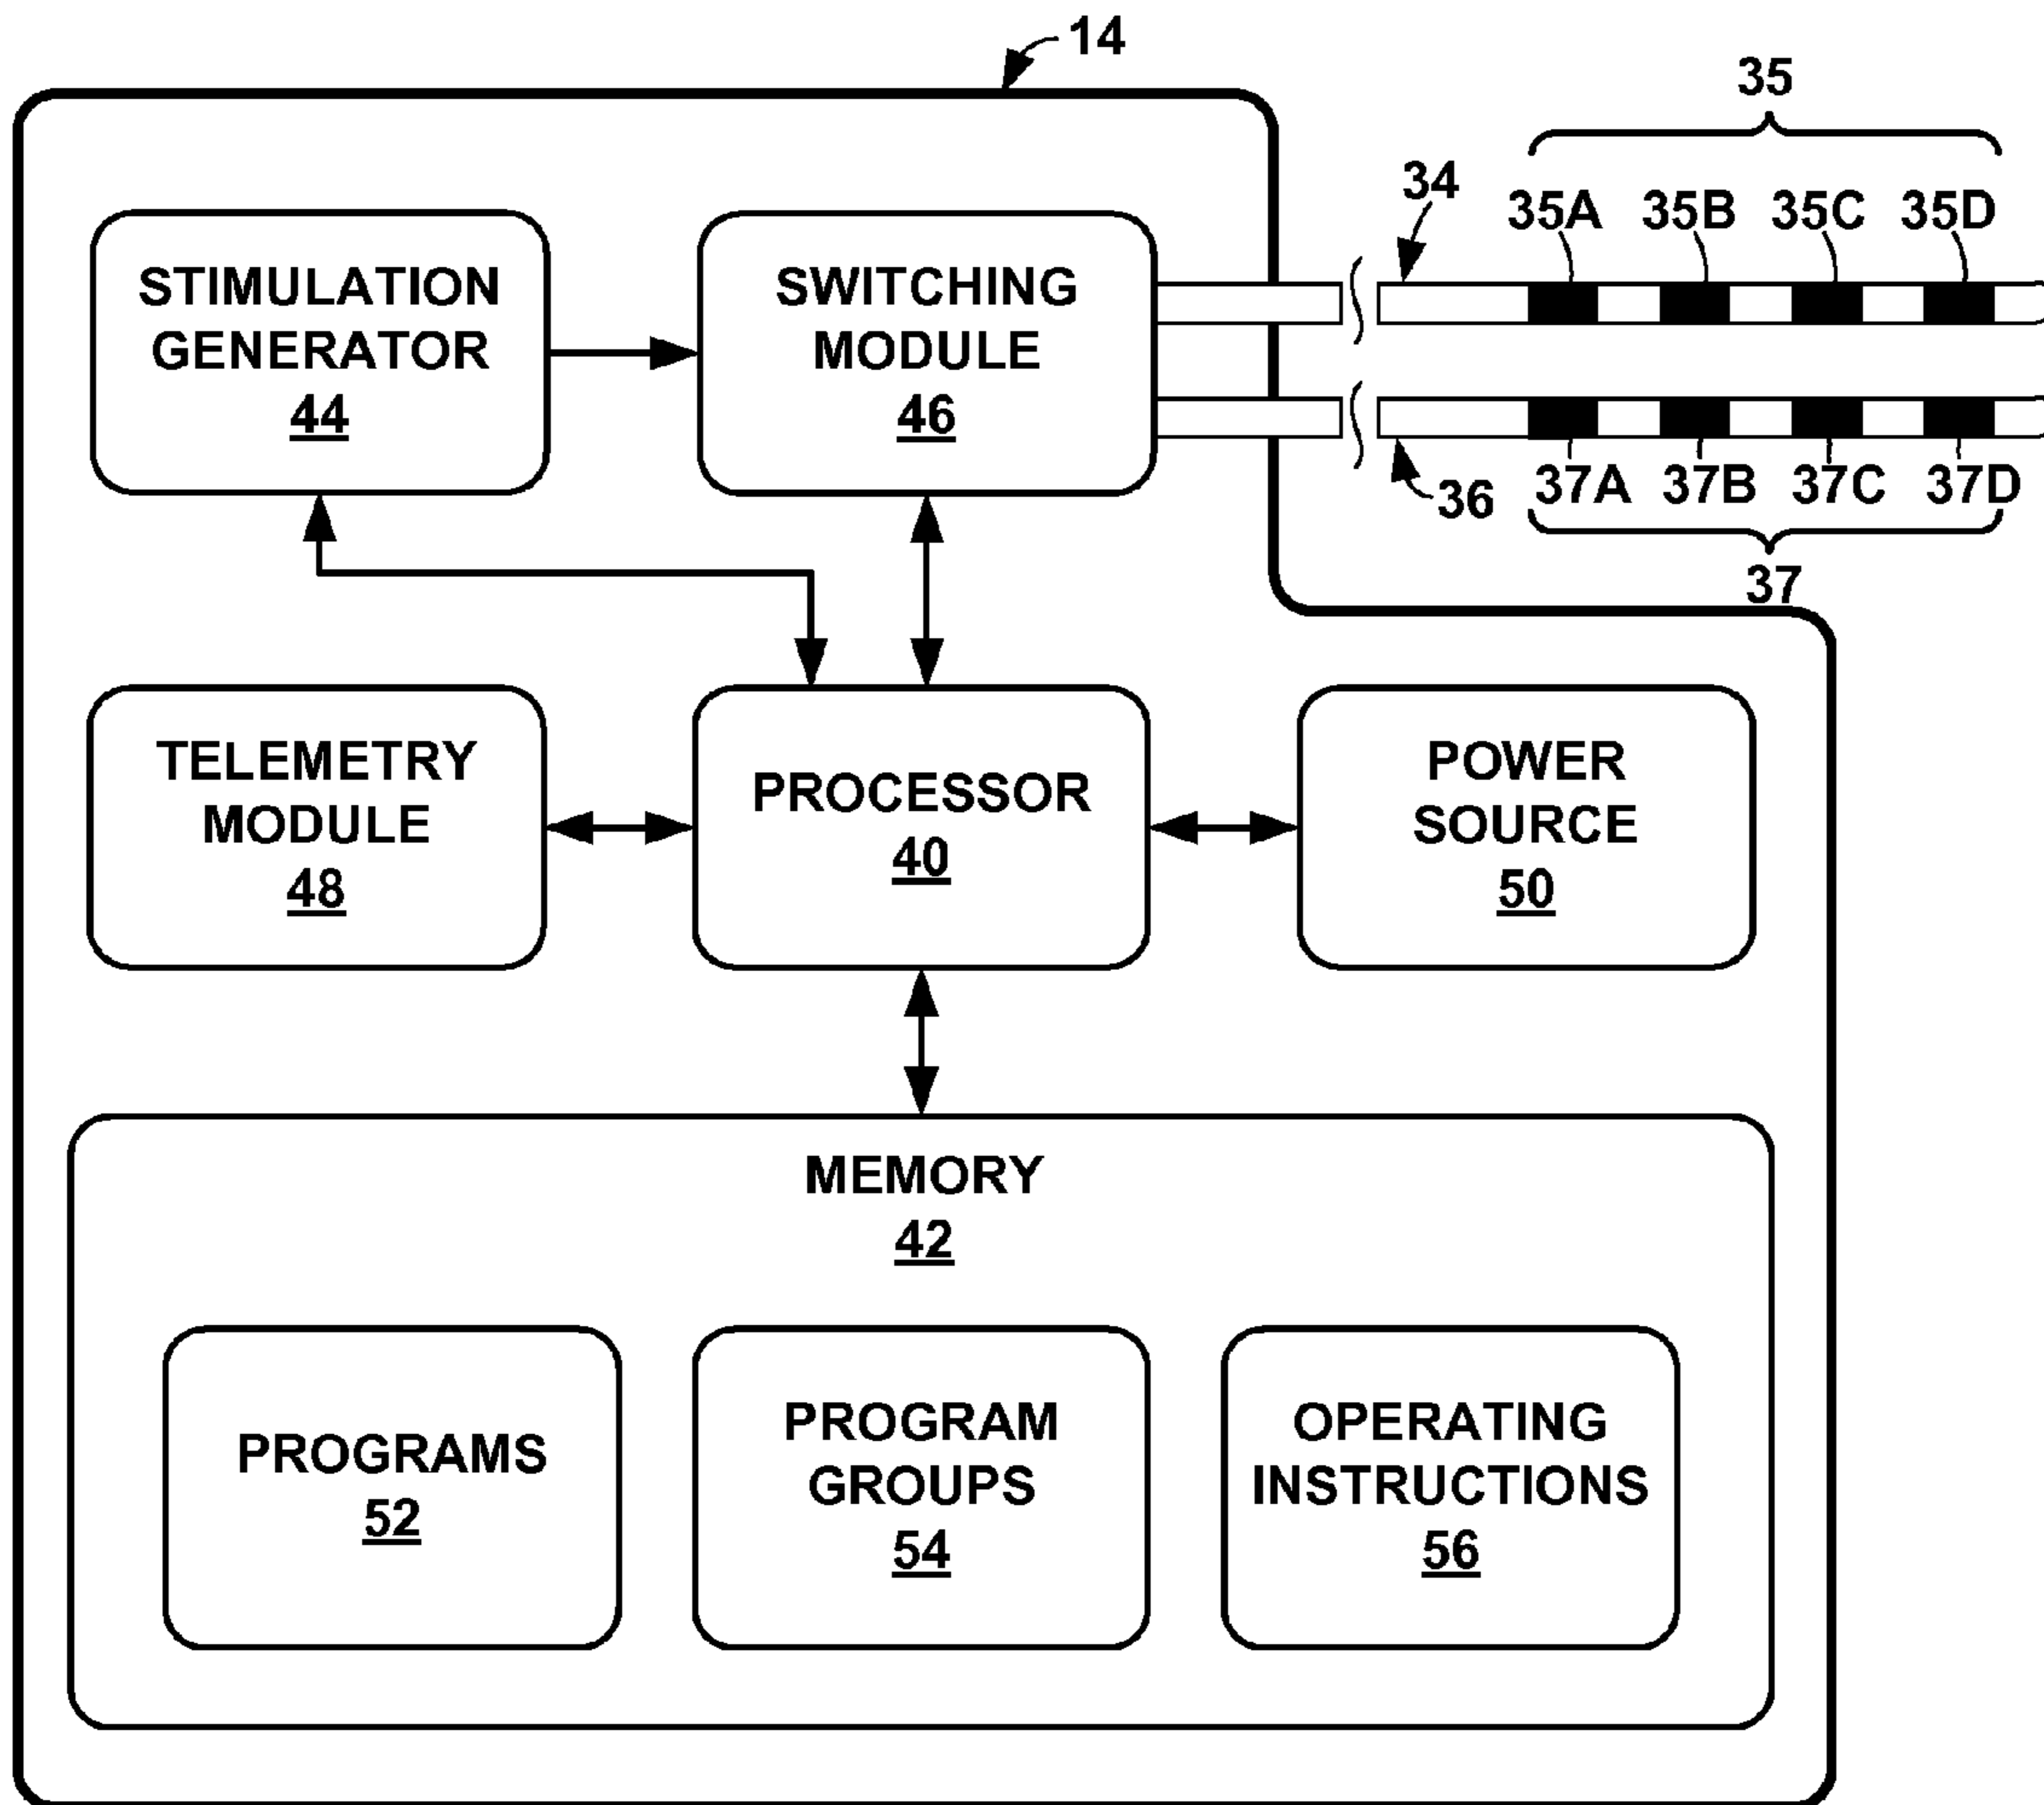 14
35
34
35A 35B 35C 35D
STIMULATION
GENERATOR
44
SWITCHING
MODULE
46
36
37A 37B 37C 37D
37
TELEMETRY
MODULE
48
PROCESSOR
40
POWER
SOURCE
50
MEMORY
42
PROGRAMS
52
PROGRAM
GROUPS
54
OPERATING
INSTRUCTIONS
56